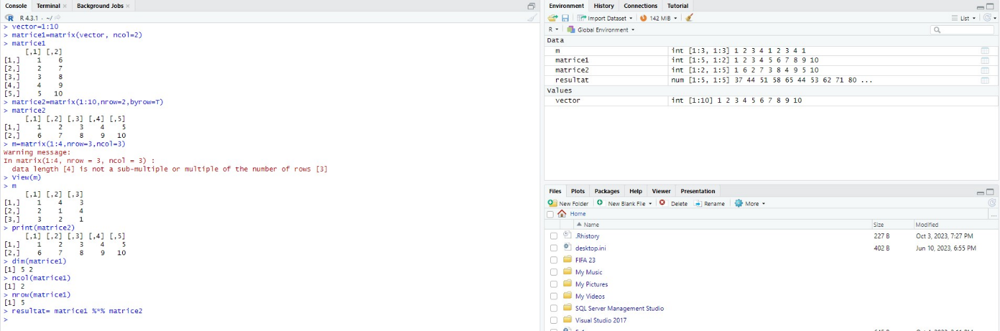 Console Terminal × Background Jobs ×
R 4.3.1 · ~/
> vector=1:10
> matrice1=matrix(vector, ncol=2)
> matrice1
[,1] [,2]
[1,] 1 6
[2,] 2 7
[3,] 3 8
[4,] 4 9
[5,] 5 10
> matrice2=matrix(1:10,nrow=2,byrow=T)
> matrice2
[,1] [,2] [,3] [,4] [,5]
[1,] 1 2 3 4 5
[2,] 6 7 8 9 10
> m=matrix(1:4,nrow=3,ncol=3)
Warning message:
In matrix(1:4, nrow = 3, ncol = 3) :
data length [4] is not a sub-multiple or multiple of the number of rows [3]
> View(m)
> m
[,1] [,2] [,3]
[1,] 1 4 3
[2,] 2 1 4
[3,] 3 2 1
> print(matrice2)
[,1] [,2] [,3] [,4] [,5]
[1,] 1 2 3 4 5
[2,] 6 7 8 9 10
> dim(matrice1)
[1] 5 2
> ncol(matrice1)
[1] 2
> nrow(matrice1)
[1] 5
> resultat= matrice1 %*% matrice2
>
Environment History Connections Tutorial
Import Dataset 142 MiB List
R Global Environment
Data
m int [1:3, 1:3] 1 2 3 4 1 2 3 4 1
matrice1 int [1:5, 1:2] 1 2 3 4 5 6 7 8 9 10
matrice2 int [1:2, 1:5] 1 6 2 7 3 8 4 9 5 10
resultat num [1:5, 1:5] 37 44 51 58 65 44 53 62 71 80 ...
Values
vector int [1:10] 1 2 3 4 5 6 7 8 9 10
Files Plots Packages Help Viewer Presentation
New Folder New Blank File Delete Rename More
Home ...
Name Size Modified
.Rhistory 227 B Oct 3, 2023, 7:27 PM
desktop.ini 402 B Jun 10, 2023, 6:55 PM
FIFA 23
My Music
My Pictures
My Videos
SQL Server Management Studio
Visual Studio 2017